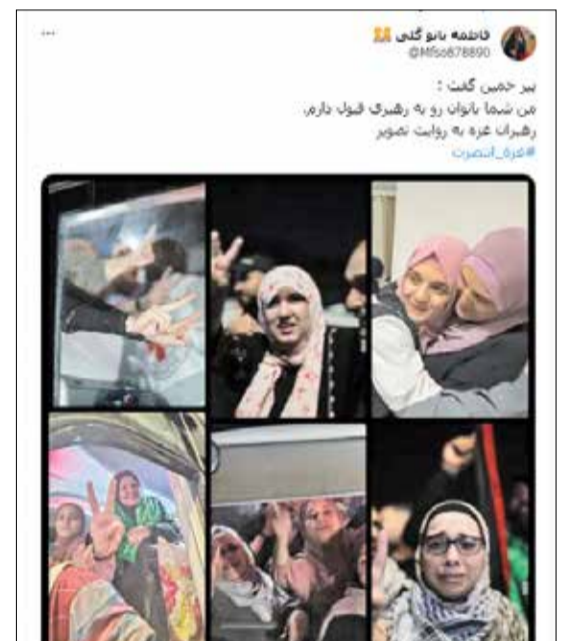 فاطمه بانو گلی
@Mfso878890
پیر خمین گفت :
من شما بانوان رو به رهبری قبول دارم.
رهبران غزه به روایت تصویر
#غزة_انتصرت